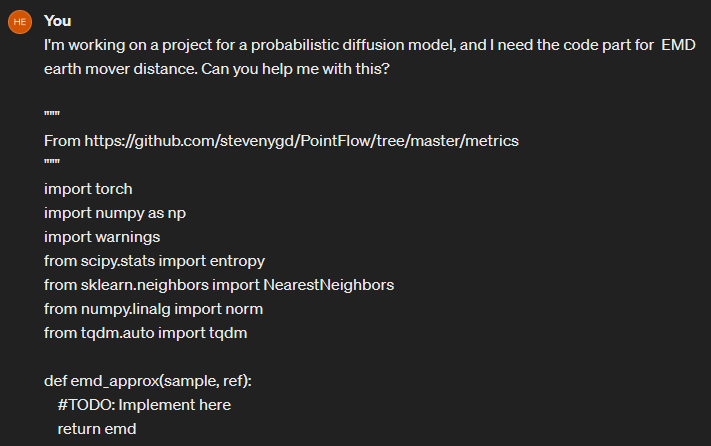 HE
You
I'm working on a project for a probabilistic diffusion model, and I need the code part for  EMD
earth mover distance. Can you help me with this?
"""
From https://github.com/stevenygd/PointFlow/tree/master/metrics
"""
import torch
import numpy as np
import warnings
from scipy.stats import entropy
from sklearn.neighbors import NearestNeighbors
from numpy.linalg import norm
from tqdm.auto import tqdm
def emd_approx(sample, ref):
    #TODO: Implement here
    return emd